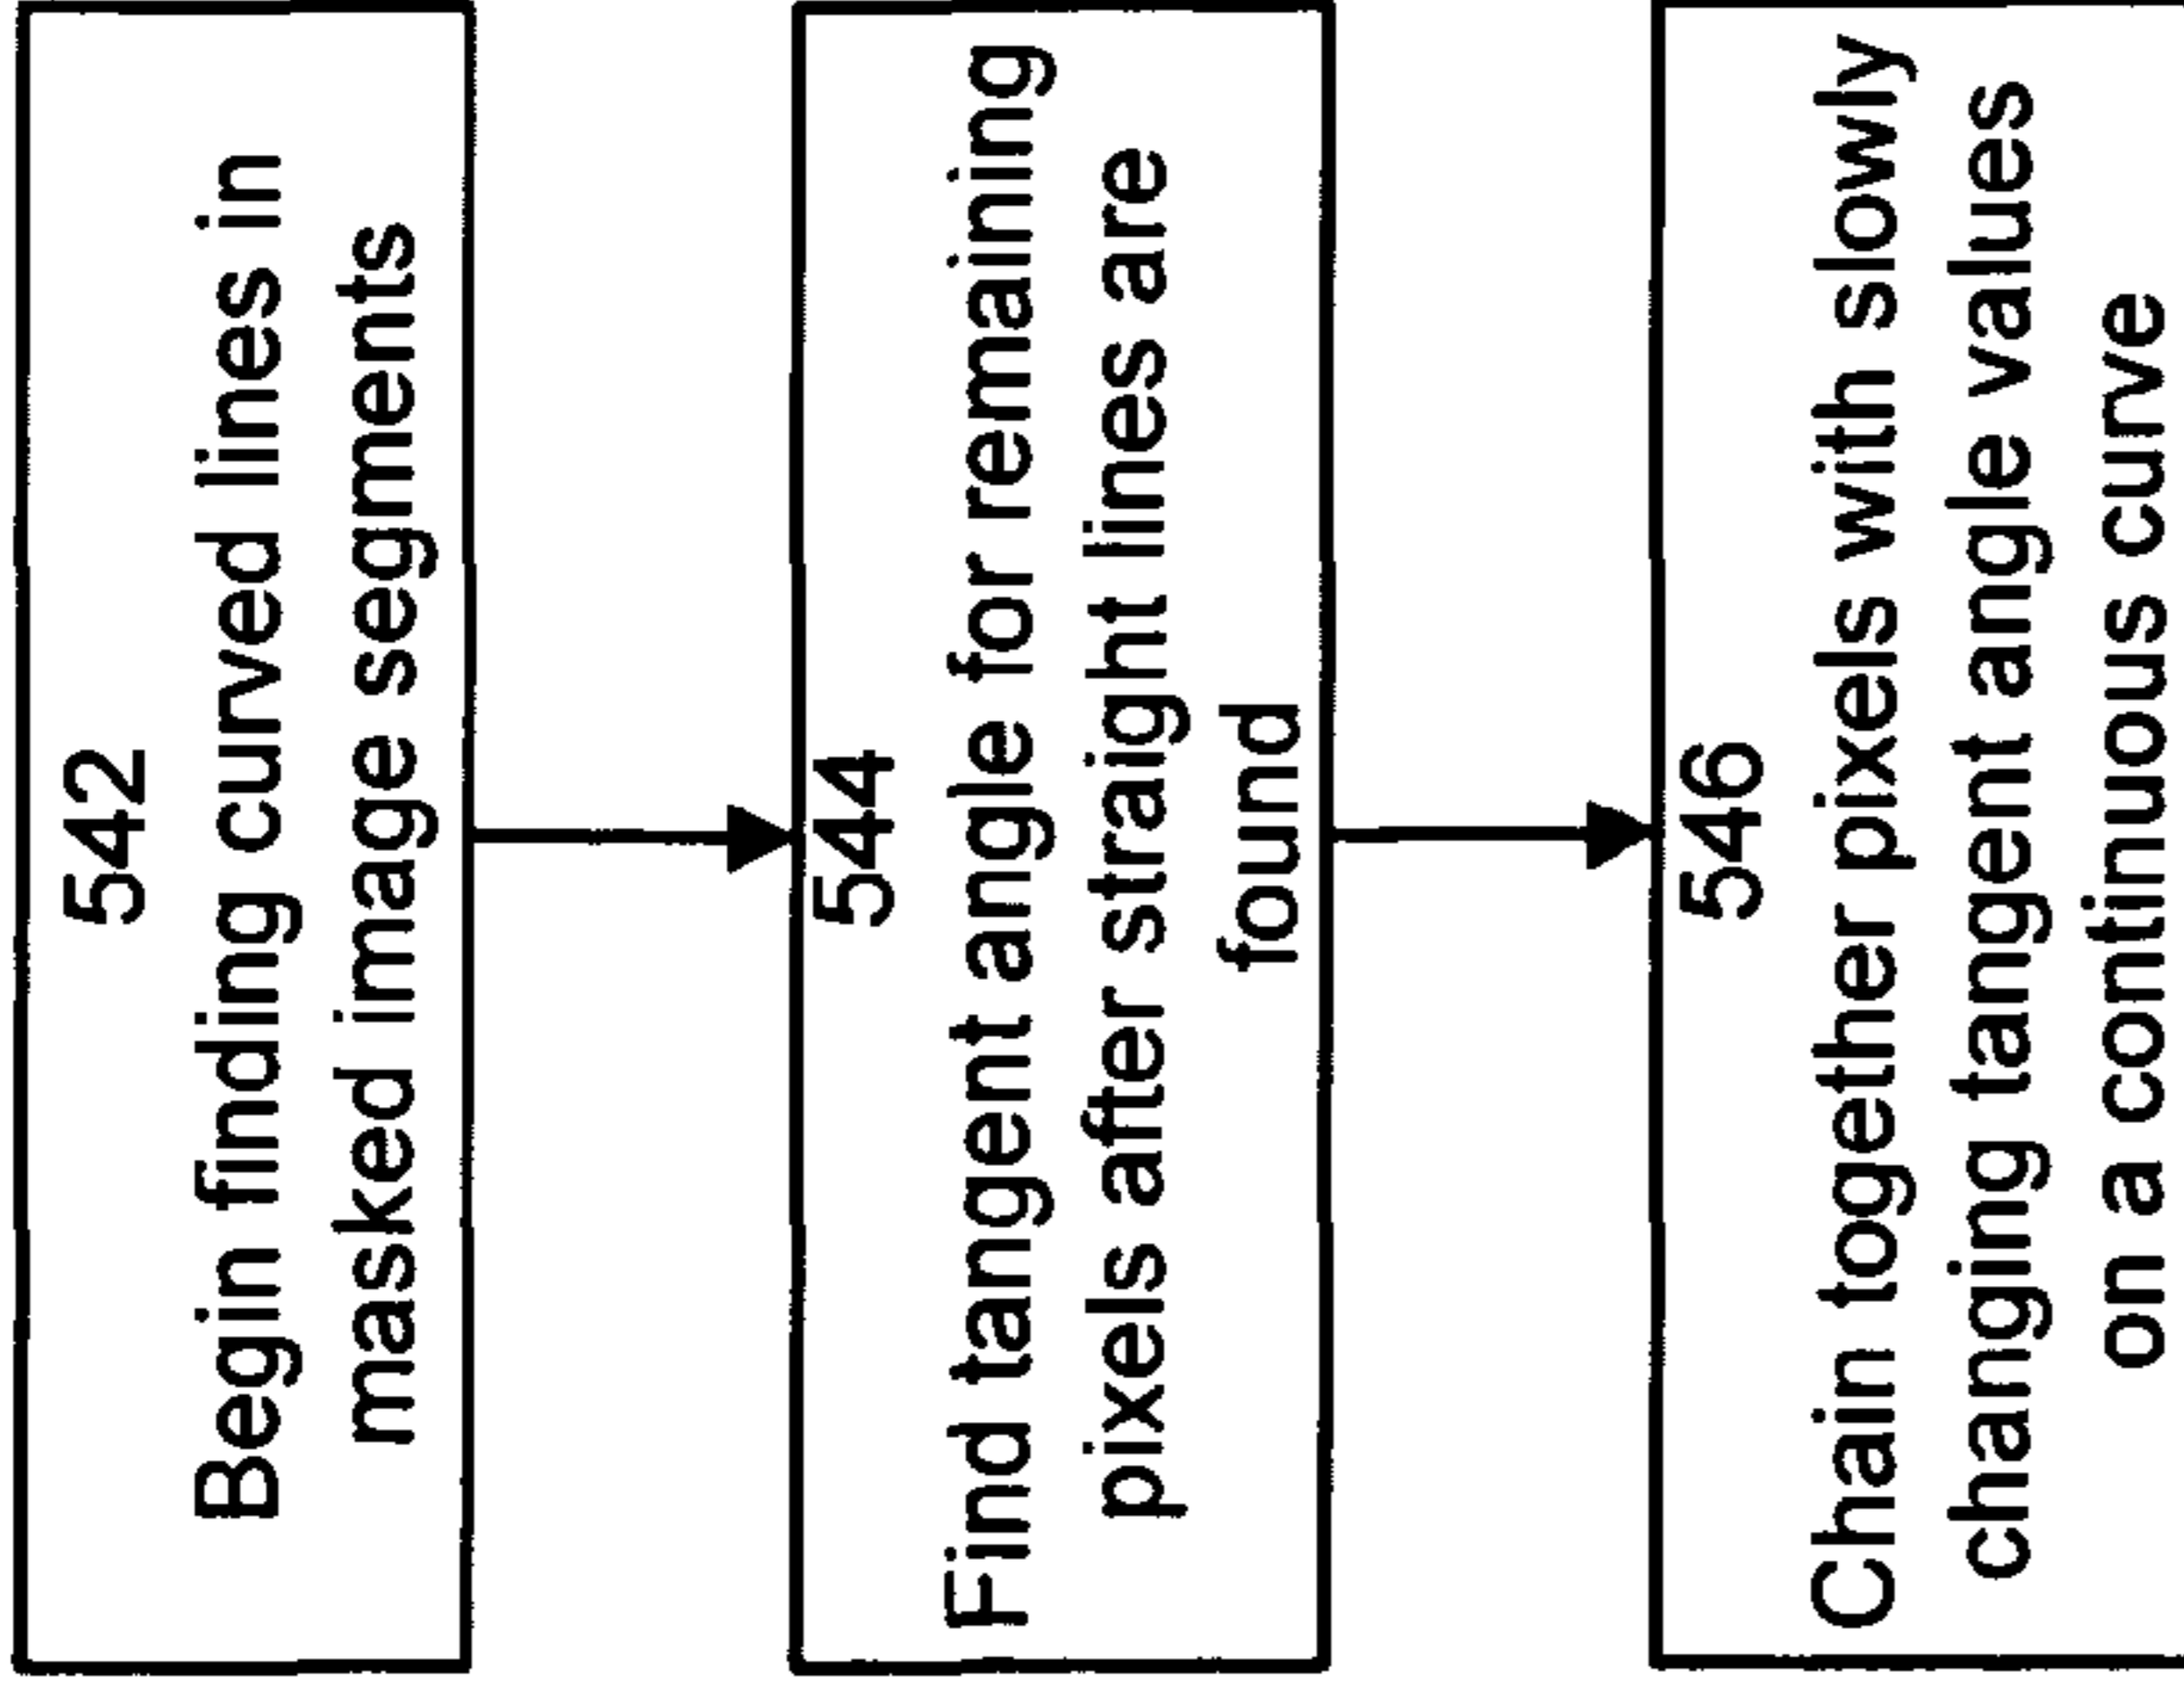 542
Begin finding curved lines in
masked image segments
544
Find tangent angle for remaining
pixels after straight lines are
found
546
Chain together pixels with slowly
changing tangent angle values
on a continuous curve